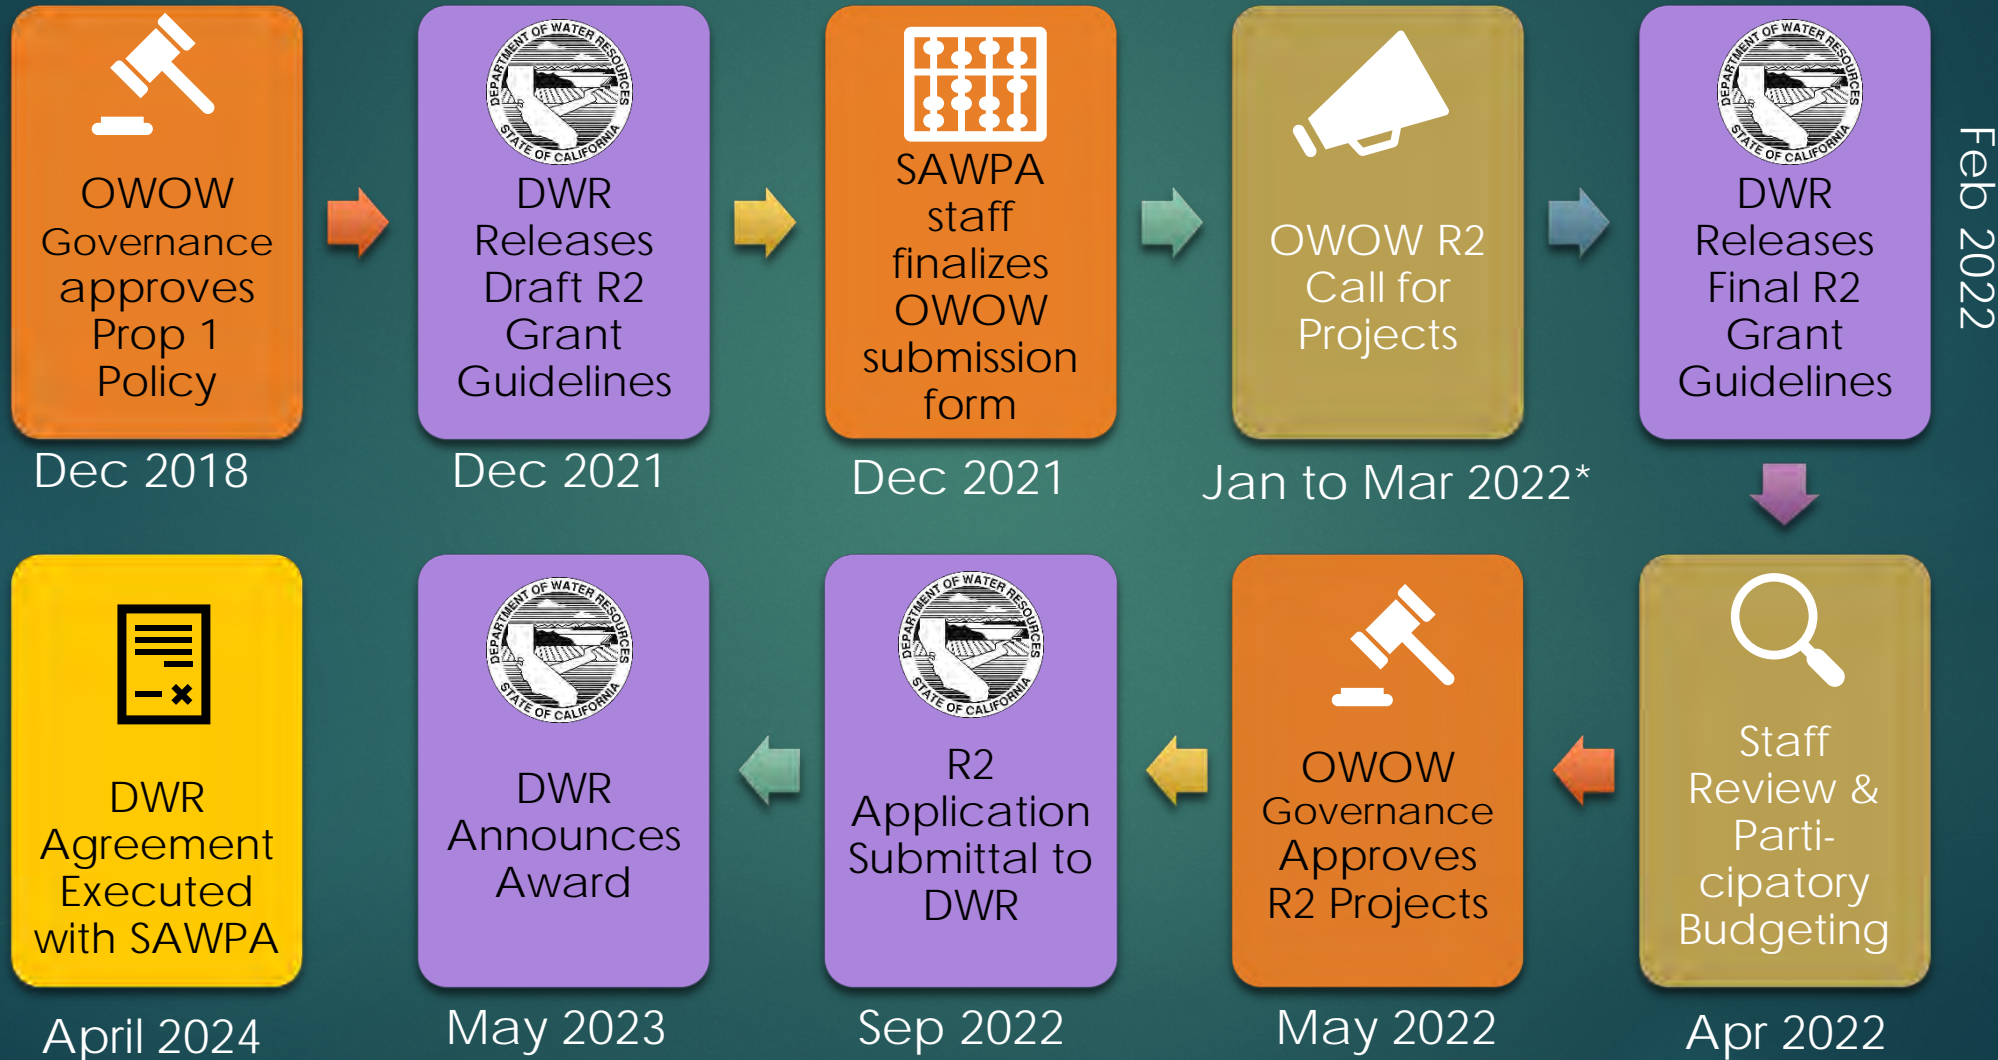 DEPARTMENT OF WATER RESOURCES
STATE OF CALIFORNIA
DEPARTMENT OF WATER RESOURCES
STATE OF CALIFORNIA
OWOW
Governance
approves
Prop 1
Policy
Dec 2018
DWR
Releases
Draft R2
Grant
Guidelines
Dec 2021
SAWPA
staff
finalizes
OWOW
submission
form
Dec 2021
OWOW R2
Call for
Projects
Jan to Mar 2022*
DWR
Releases
Final R2
Grant
Guidelines
Feb 2022
Staff
Review &
Parti-
cipatory
Budgeting
Apr 2022
OWOW
Governance
Approves
R2 Projects
May 2022
DEPARTMENT OF WATER RESOURCES
STATE OF CALIFORNIA
R2
Application
Submittal to
DWR
Sep 2022
DEPARTMENT OF WATER RESOURCES
STATE OF CALIFORNIA
DWR
Announces
Award
May 2023
DWR
Agreement
Executed
with SAWPA
April 2024